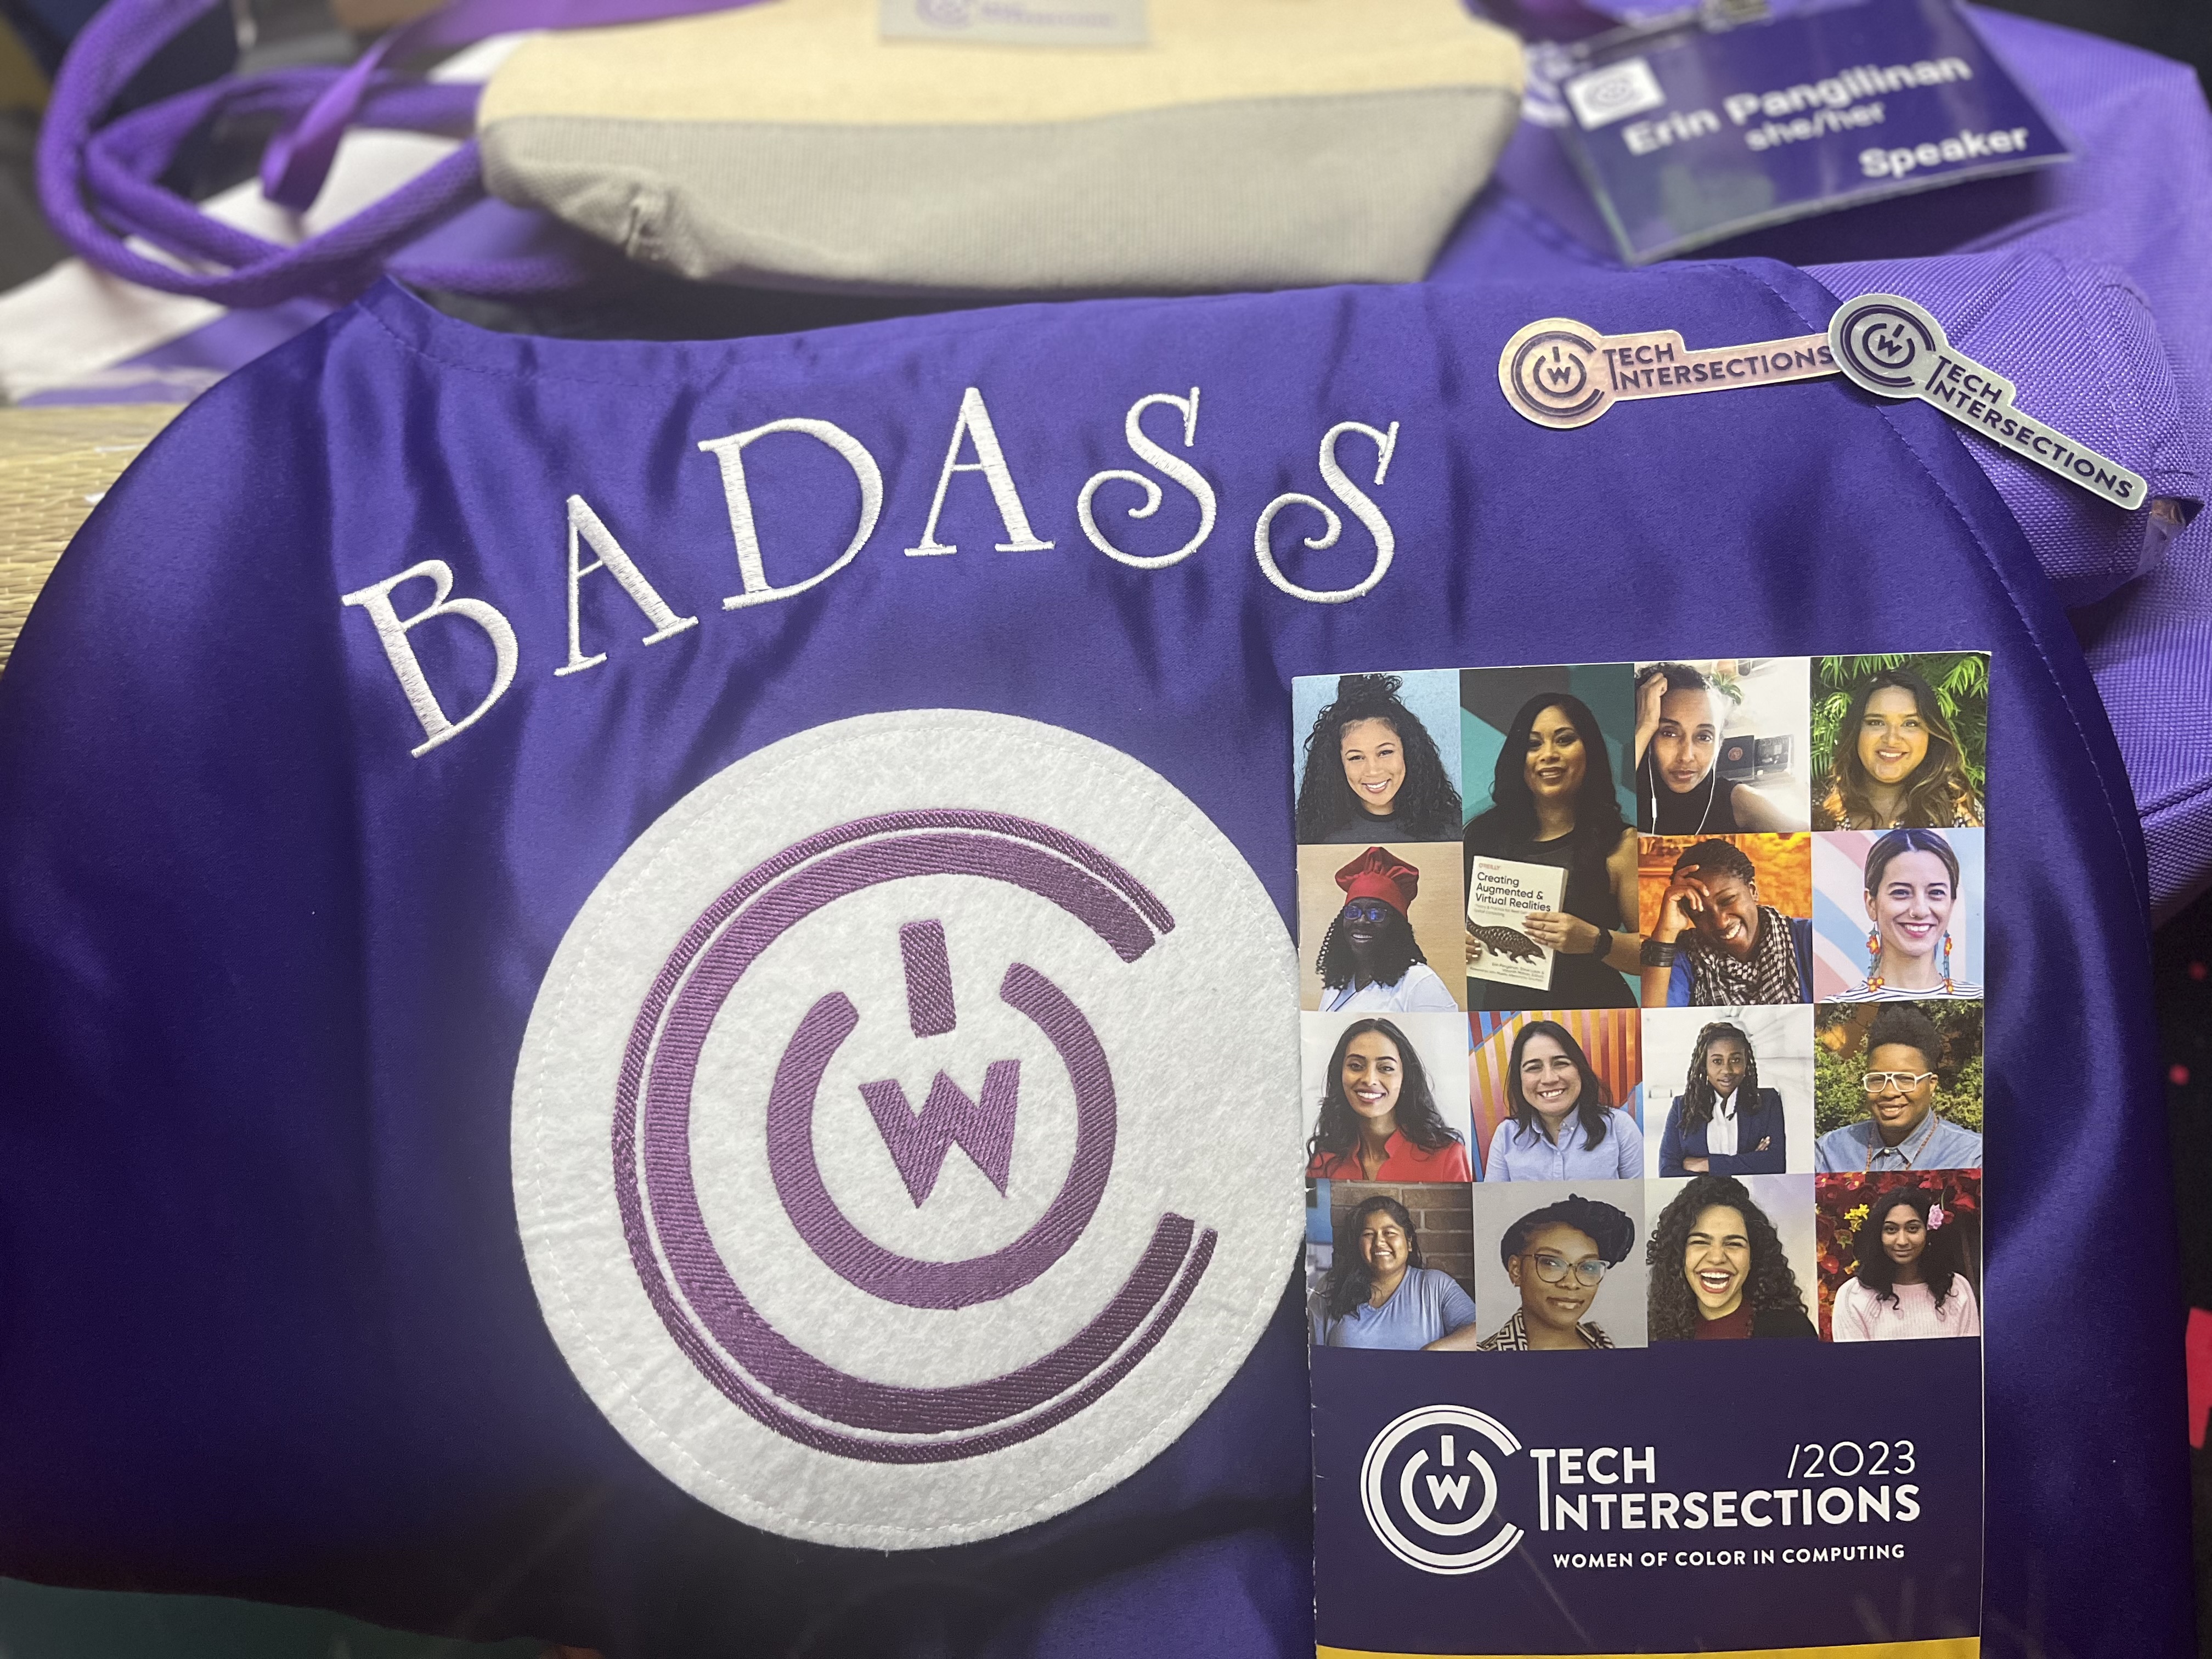 Erin Pangilinan
she/her
Speaker
TECH
INTERSECTIONS
TECH
INTERSECTIONS
BADASS
W
O'REILLY
Creating
Augmented &
Virtual Realities
W
TECH /2023
INTERSECTIONS
WOMEN OF COLOR IN COMPUTING